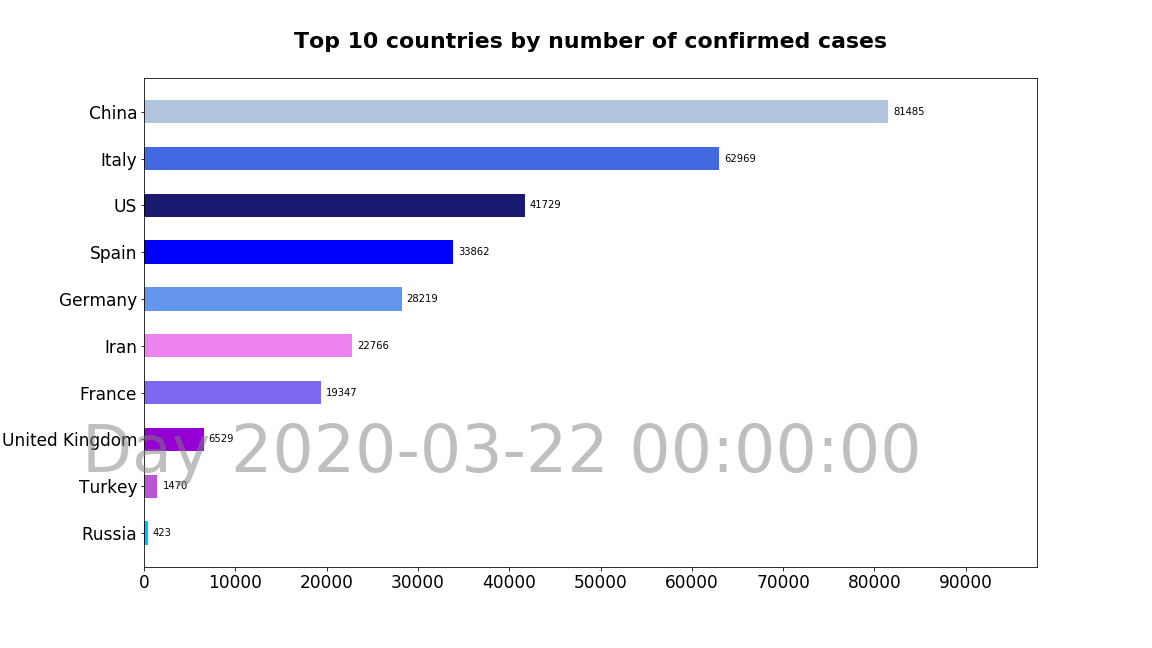 Top 10 countries by number of confirmed cases
China 81485
Italy 62969
US 41729
Spain 33862
Germany 28219
Iran 22766
France 19347
United Kingdom 6529
Day 2020-03-22 00:00:00
Turkey 1470
Russia 423
0 10000 20000 30000 40000 50000 60000 70000 80000 90000